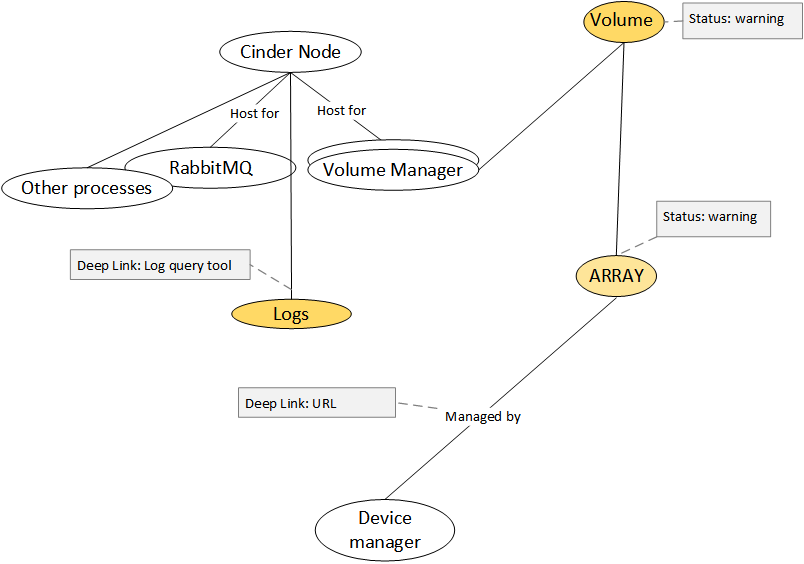 Volume
Status: warning
Cinder Node
Host for
Host for
RabbitMQ
Volume Manager
Other processes
Status: warning
Deep Link: Log query tool
ARRAY
Logs
Deep Link: URL
Managed by
Device
manager